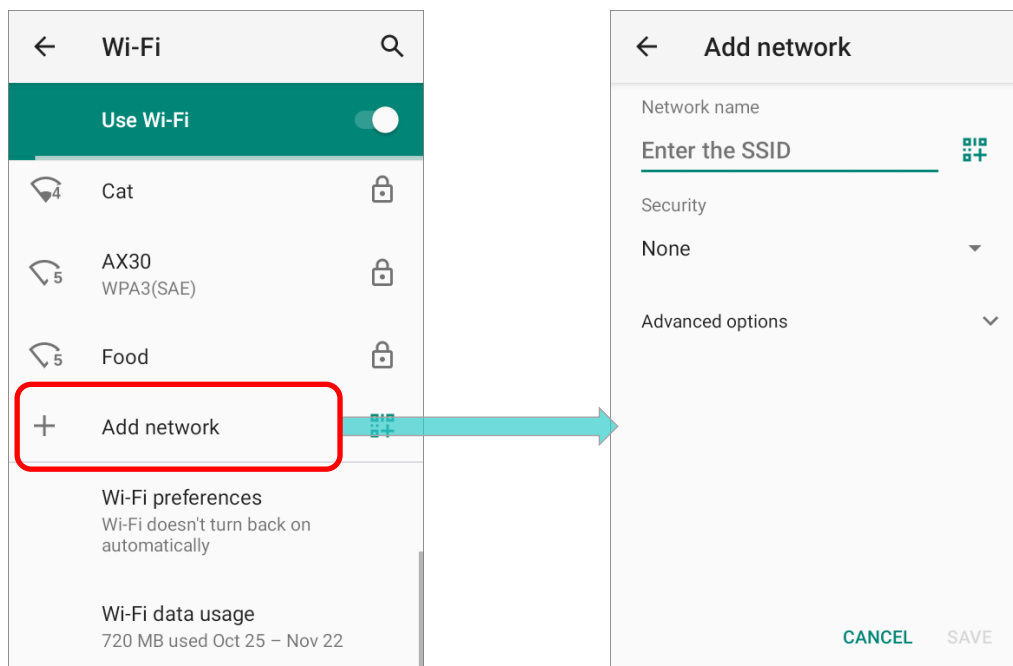 Wi-Fi
Use Wi-Fi
4
Cat
AX30
5
WPA3(SAE)
5
Food
Add network
Wi-Fi preferences
Wi-Fi doesn't turn back on
automatically
Wi-Fi data usage
720 MB used Oct 25 – Nov 22
Add network
Network name
Enter the SSID
Security
None
Advanced options
CANCEL
SAVE